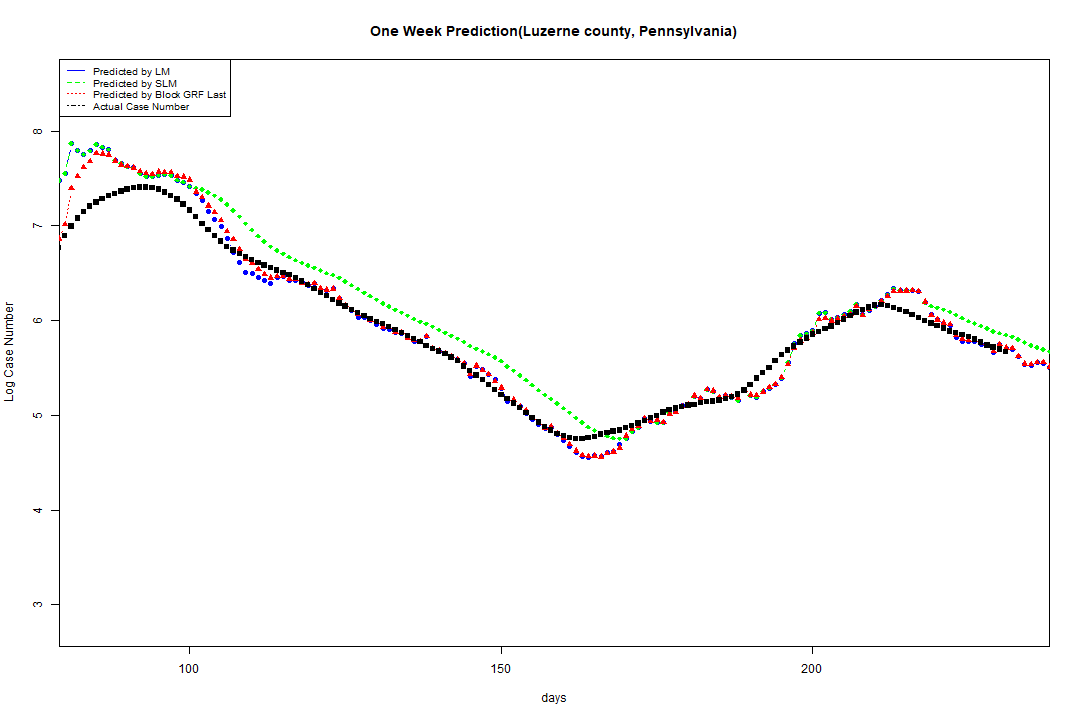 One Week Prediction(Luzerne county, Pennsylvania)
Predicted by LM
Predicted by SLM
Predicted by Block GRF Last
Actual Case Number
8
7
6
5
4
3
Log Case Number
100
150
200
days